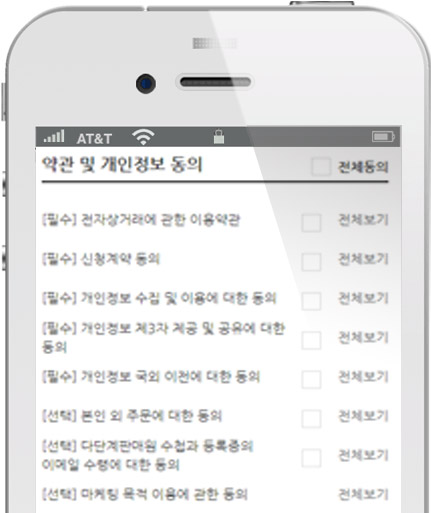 AT&T
약관 및 개인정보 동의 전체동의
[필수] 전자상거래에 관한 이용약관 전체보기
[필수] 신청계약 동의 전체보기
[필수] 개인정보 수집 및 이용에 대한 동의 전체보기
[필수] 개인정보 제3자 제공 및 공유에 대한
동의 전체보기
[필수] 개인정보 국외 이전에 대한 동의 전체보기
[선택] 본인 외 주문에 대한 동의 전체보기
[선택] 다단계판매원 수첩과 등록증의
이메일 수령에 대한 동의 전체보기
[선택] 마케팅 목적 이용에 관한 동의 전체보기